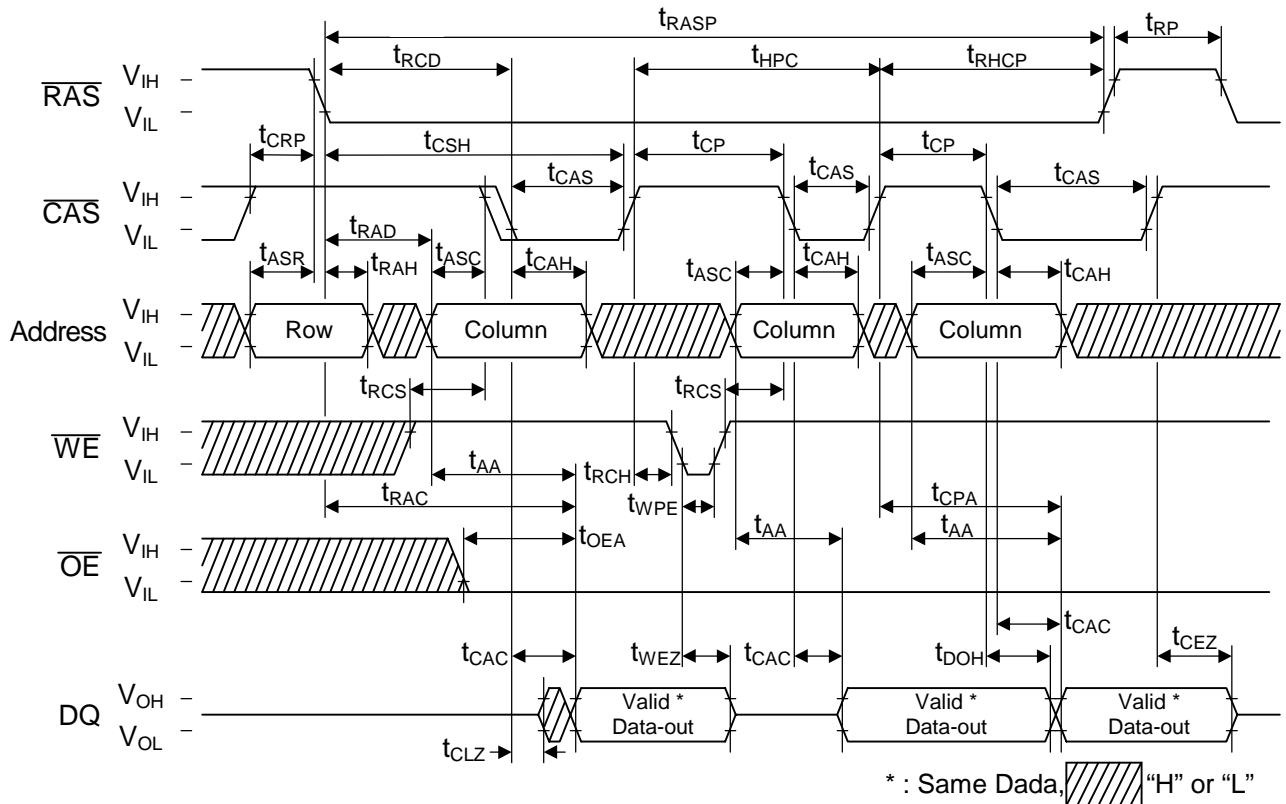 tRASP
tRP
tRCD
tHPC
tRHCP
RAS
VIH
VIL
tCRP
tCSH
tCP
tCP
tCAS
tCAS
tCAS
CAS
VIH
VIL
tRAD
tASR
tRAH
tASC
tCAH
tASC
tCAH
tASC
tCAH
Address
VIH
VIL
Row
Column
Column
Column
tRCS
tRCS
WE
VIH
VIL
tAA
tRCH
tRAC
tWPE
tCPA
tOEA
tAA
tAA
OE
VIH
VIL
tCAC
tCAC
tWEZ
tCAC
tDOH
tCEZ
DQ
VOH
VOL
Valid *
Data-out
Valid *
Data-out
Valid *
Data-out
tCLZ
* : Same Dada, “H” or “L”